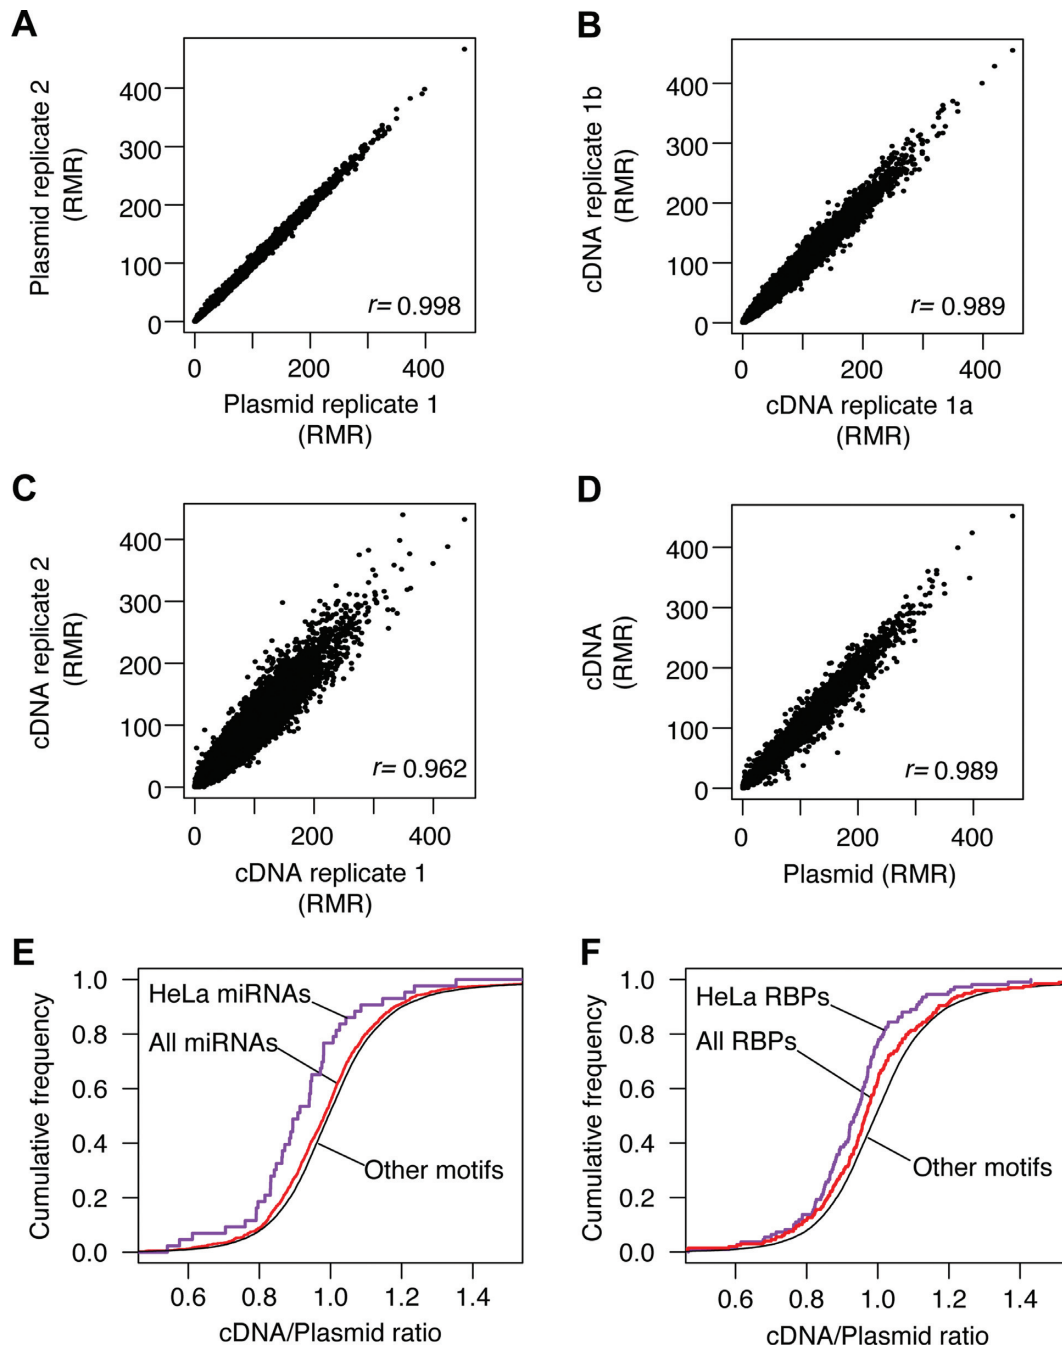 A
Plasmid replicate 2
(RMR)
400
300
200
100
0
r= 0.998
0
200
400
Plasmid replicate 1
(RMR)
B
cDNA replicate 1b
(RMR)
400
300
200
100
0
r= 0.989
0
200
400
cDNA replicate 1a
(RMR)
C
cDNA replicate 2
(RMR)
400
300
200
100
0
r= 0.962
0
200
400
cDNA replicate 1
(RMR)
D
cDNA
(RMR)
400
300
200
100
0
r= 0.989
0
200
400
Plasmid (RMR)
E
Cumulative frequency
1.0
0.8
0.6
0.4
0.2
0.0
HeLa miRNAs
All miRNAs
Other motifs
0.6
0.8
1.0
1.2
1.4
cDNA/Plasmid ratio
F
Cumulative frequency
1.0
0.8
0.6
0.4
0.2
0.0
HeLa RBPs
All RBPs
Other motifs
0.6
0.8
1.0
1.2
1.4
cDNA/Plasmid ratio